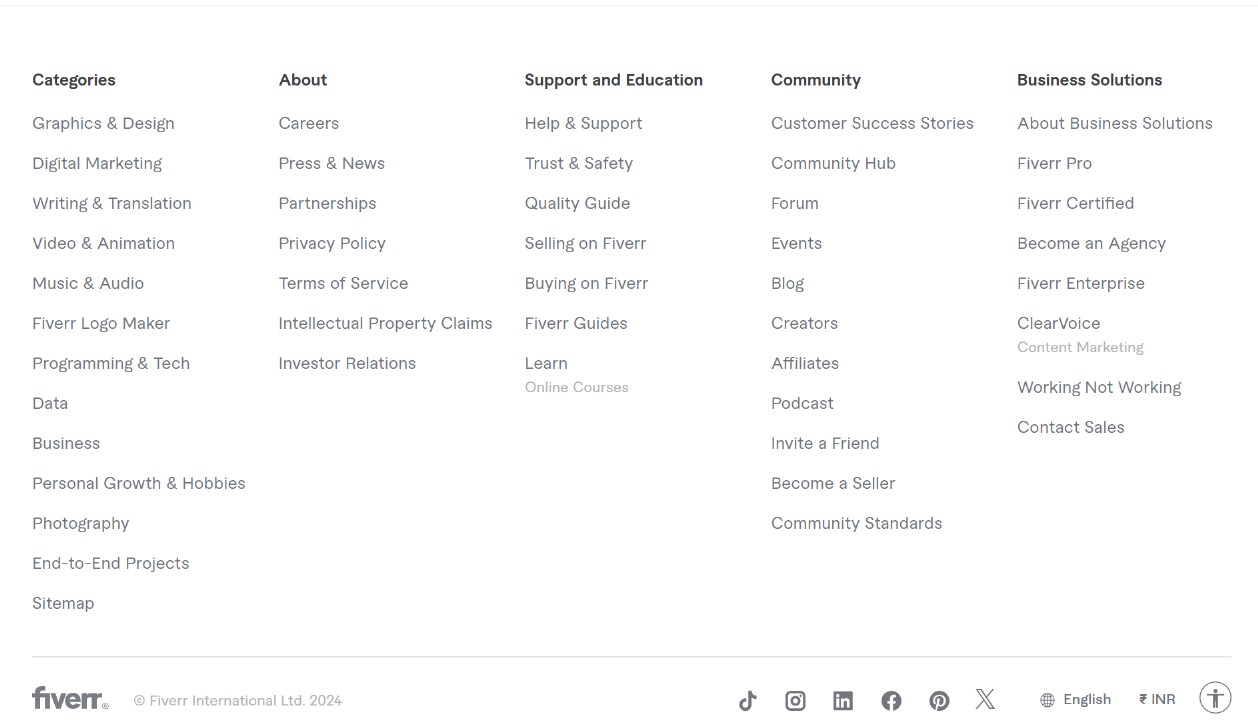 Categories
Graphics & Design
Digital Marketing
Writing & Translation
Video & Animation
Music & Audio
Fiverr Logo Maker
Programming & Tech
Data
Business
Personal Growth & Hobbies
Photography
End-to-End Projects
Sitemap
About
Careers
Press & News
Partnerships
Privacy Policy
Terms of Service
Intellectual Property Claims
Investor Relations
Support and Education
Help & Support
Trust & Safety
Quality Guide
Selling on Fiverr
Buying on Fiverr
Fiverr Guides
Learn
Online Courses
Community
Customer Success Stories
Community Hub
Forum
Events
Blog
Creators
Affiliates
Podcast
Invite a Friend
Become a Seller
Community Standards
Business Solutions
About Business Solutions
Fiverr Pro
Fiverr Certified
Become an Agency
Fiverr Enterprise
ClearVoice
Content Marketing
Working Not Working
Contact Sales
fiverr® © Fiverr International Ltd. 2024 English ₹ INR